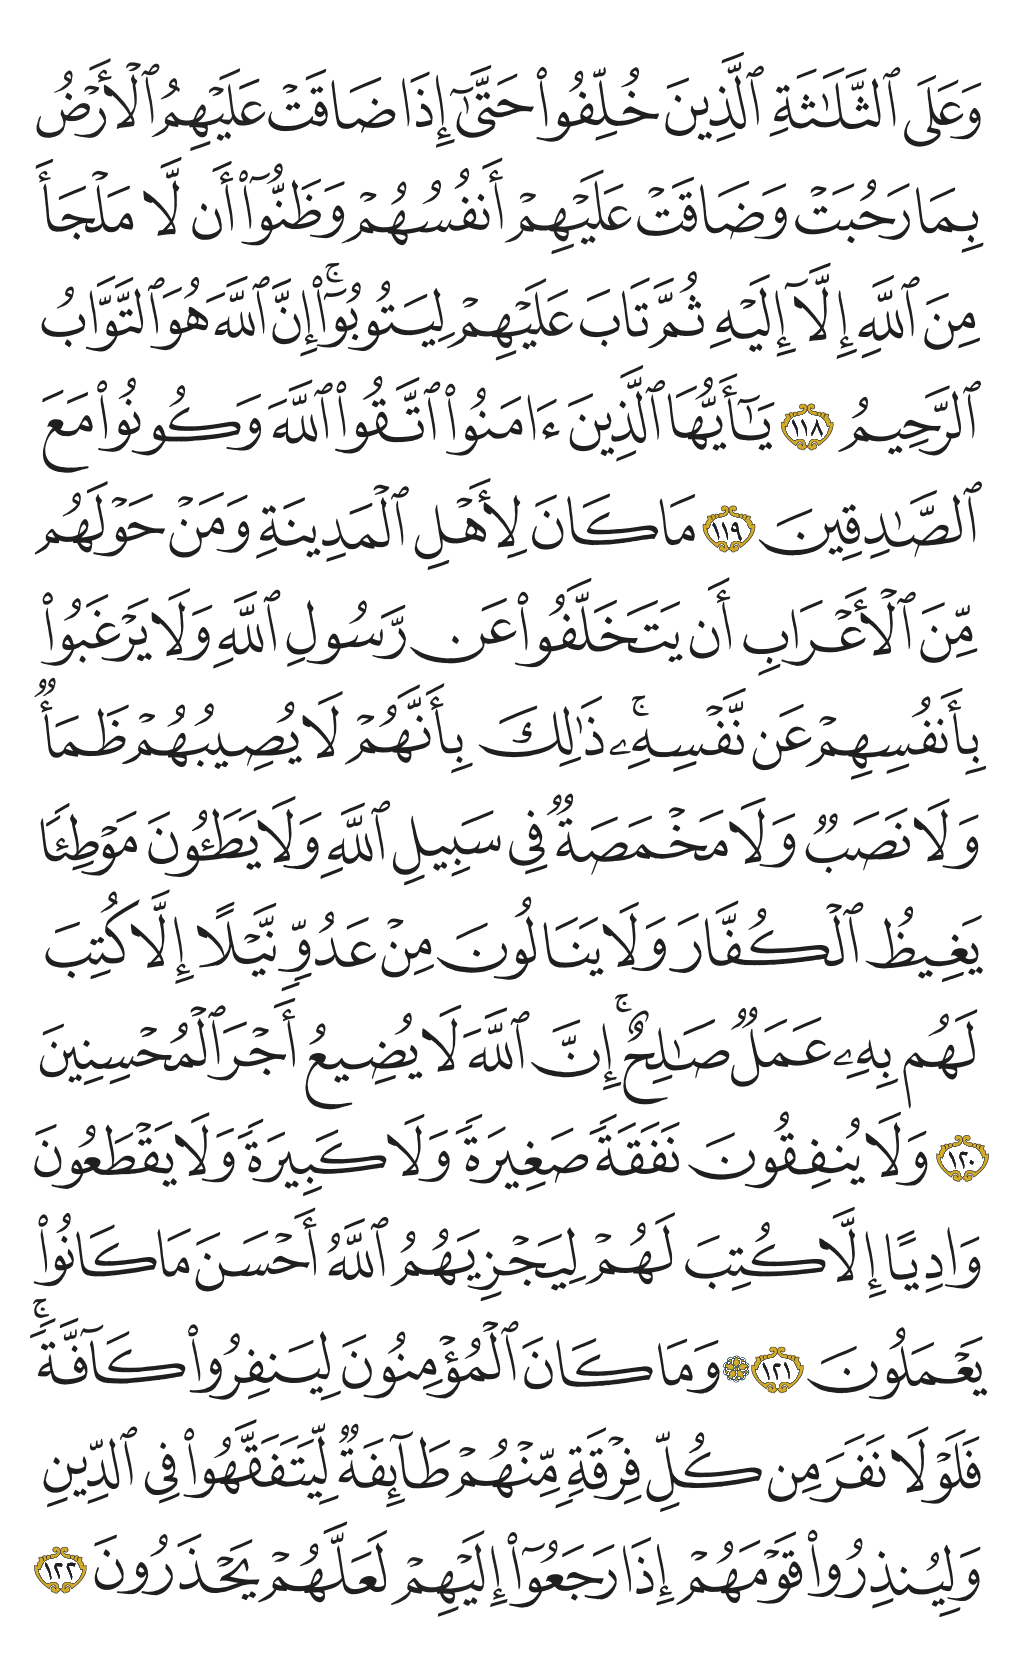 وَعَلَى ٱلثَّلَـٰثَةِ ٱلَّذِينَ خُلِّفُوا۟ حَتَّىٰٓ إِذَا ضَاقَتْ عَلَيْهِمُ ٱلْأَرْضُ
بِمَا رَحُبَتْ وَضَاقَتْ عَلَيْهِمْ أَنفُسُهُمْ وَظَنُّوٓا۟ أَن لَّا مَلْجَأَ
مِنَ ٱللَّهِ إِلَّآ إِلَيْهِ ثُمَّ تَابَ عَلَيْهِمْ لِيَتُوبُوٓا۟ ۚ إِنَّ ٱللَّهَ هُوَ ٱلتَّوَّابُ
ٱلرَّحِيمُ ١١٨ يَـٰٓأَيُّهَا ٱلَّذِينَ ءَامَنُوا۟ ٱتَّقُوا۟ ٱللَّهَ وَكُونُوا۟ مَعَ
ٱلصَّـٰدِقِينَ ١١٩ مَا كَانَ لِأَهْلِ ٱلْمَدِينَةِ وَمَنْ حَوْلَهُم
مِّنَ ٱلْأَعْرَابِ أَن يَتَخَلَّفُوا۟ عَن رَّسُولِ ٱللَّهِ وَلَا يَرْغَبُوا۟
بِأَنفُسِهِمْ عَن نَّفْسِهِۦ ۚ ذَٰلِكَ بِأَنَّهُمْ لَا يُصِيبُهُمْ ظَمَأٌ
وَلَا نَصَبٌ وَلَا مَخْمَصَةٌ فِى سَبِيلِ ٱللَّهِ وَلَا يَطَـُٔونَ مَوْطِئًا
يَغِيظُ ٱلْكُفَّارَ وَلَا يَنَالُونَ مِنْ عَدُوٍّ نَّيْلًا إِلَّا كُتِبَ
لَهُم بِهِۦ عَمَلٌ صَـٰلِحٌ ۚ إِنَّ ٱللَّهَ لَا يُضِيعُ أَجْرَ ٱلْمُحْسِنِينَ
١٢٠ وَلَا يُنفِقُونَ نَفَقَةً صَغِيرَةً وَلَا كَبِيرَةً وَلَا يَقْطَعُونَ
وَادِيًا إِلَّا كُتِبَ لَهُمْ لِيَجْزِيَهُمُ ٱللَّهُ أَحْسَنَ مَا كَانُوا۟
يَعْمَلُونَ ١٢١ ۞ وَمَا كَانَ ٱلْمُؤْمِنُونَ لِيَنفِرُوا۟ كَآفَّةً ۚ
فَلَوْلَا نَفَرَ مِن كُلِّ فِرْقَةٍ مِّنْهُمْ طَآئِفَةٌ لِّيَتَفَقَّهُوا۟ فِى ٱلدِّينِ
وَلِيُنذِرُوا۟ قَوْمَهُمْ إِذَا رَجَعُوٓا۟ إِلَيْهِمْ لَعَلَّهُمْ يَحْذَرُونَ ١٢٢